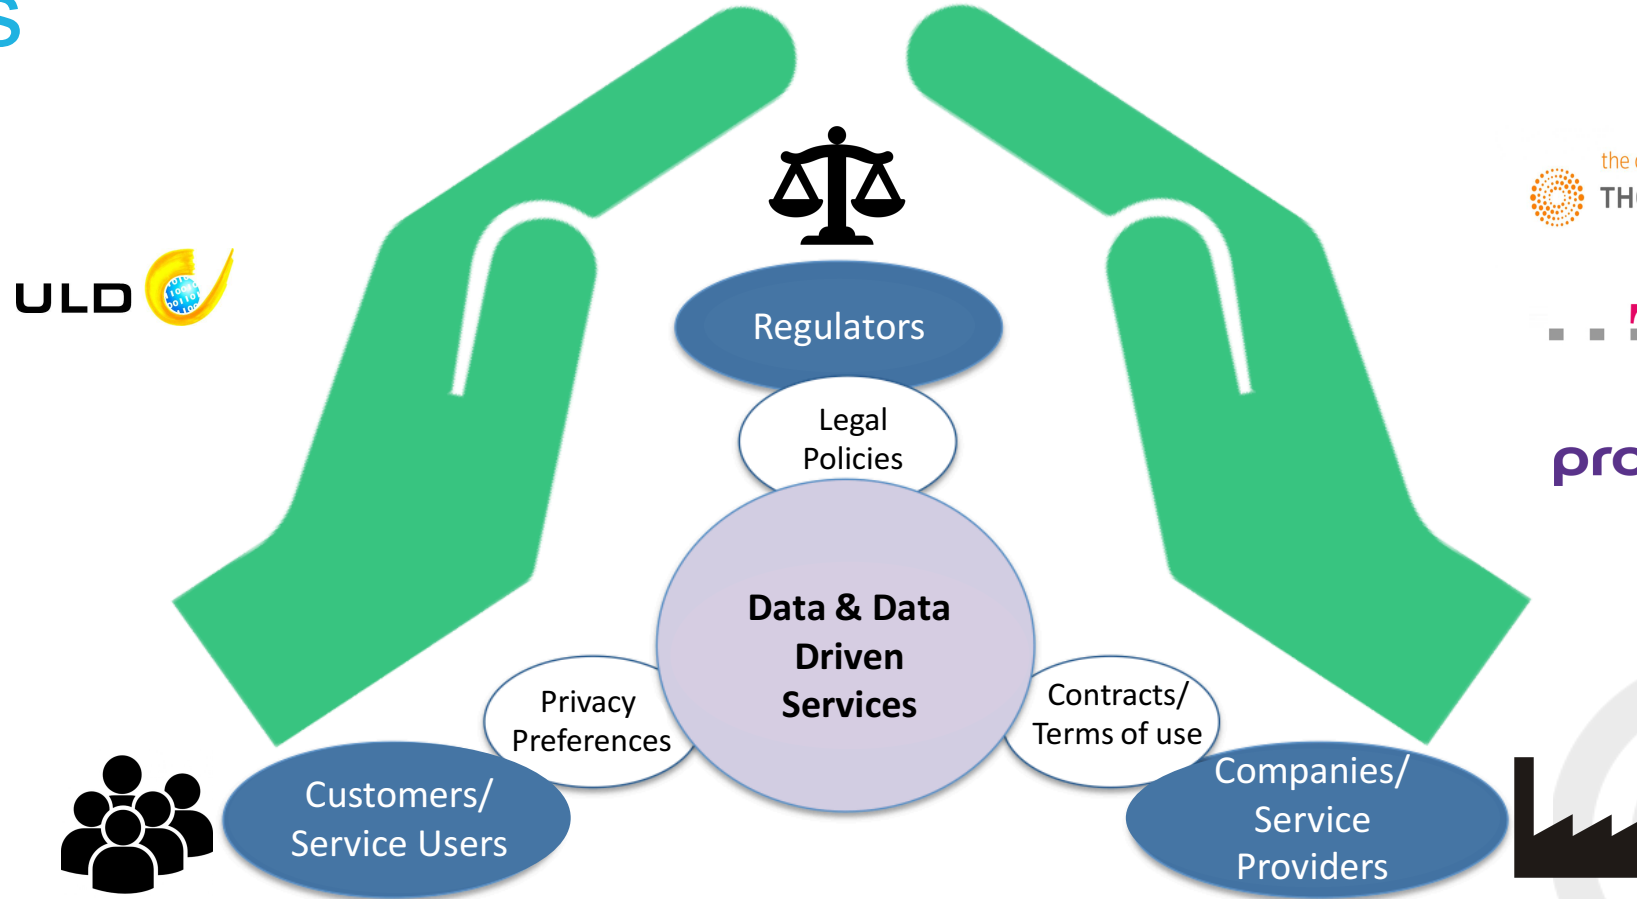 ULD
Regulators
Legal
Policies
Data & Data
Driven
Services
Privacy
Preferences
Contracts/
Terms of use
Customers/
Service Users
Companies/
Service
Providers
the